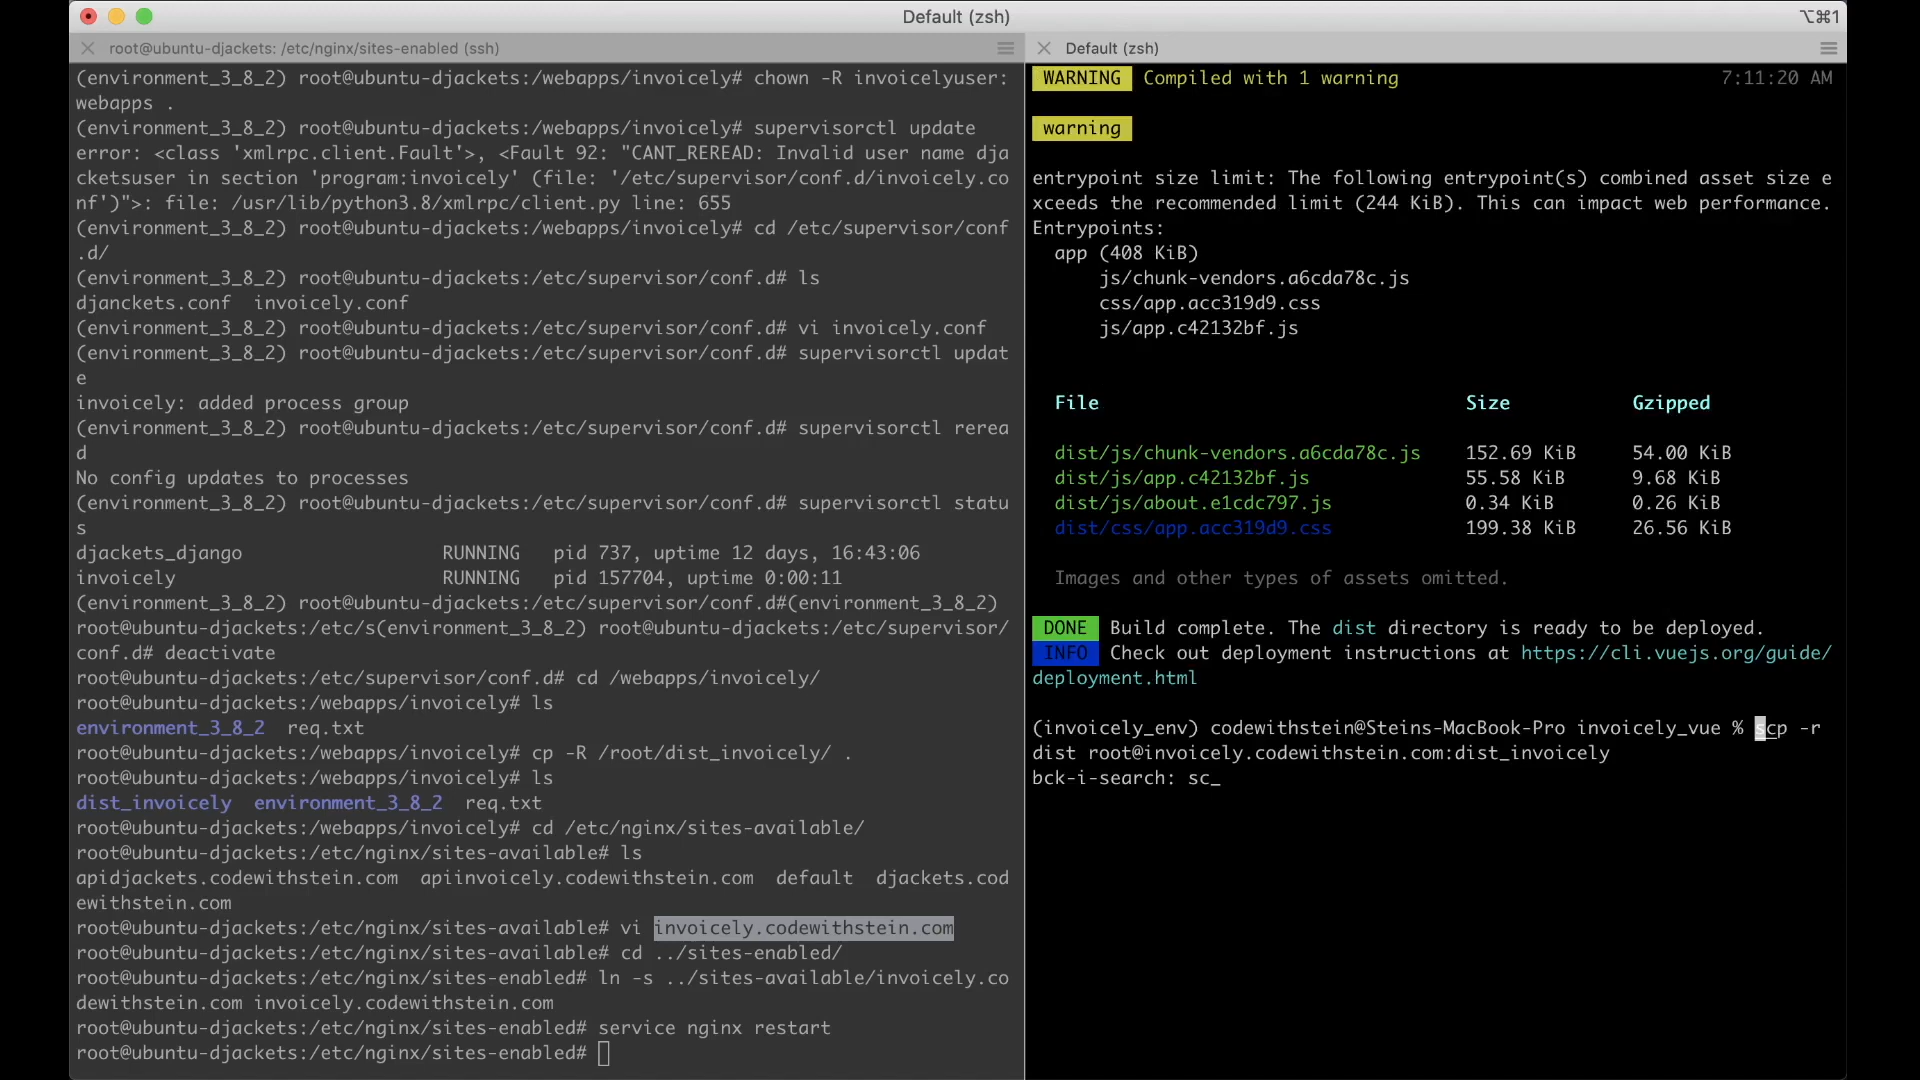 Default (zsh)
⌥⌘1
root@ubuntu-djackets: /etc/nginx/sites-enabled (ssh)
(environment_3_8_2) root@ubuntu-djackets:/webapps/invoicely# chown -R invoicelyuser:
webapps .
(environment_3_8_2) root@ubuntu-djackets:/webapps/invoicely# supervisorctl update
error: <class 'xmlrpc.client.Fault'>, <Fault 92: "CANT_REREAD: Invalid user name dja
cketsuser in section 'program:invoicely' (file: '/etc/supervisor/conf.d/invoicely.co
nf')">: file: /usr/lib/python3.8/xmlrpc/client.py line: 655
(environment_3_8_2) root@ubuntu-djackets:/webapps/invoicely# cd /etc/supervisor/conf
.d/
(environment_3_8_2) root@ubuntu-djackets:/etc/supervisor/conf.d# ls
djanckets.conf  invoicely.conf
(environment_3_8_2) root@ubuntu-djackets:/etc/supervisor/conf.d# vi invoicely.conf
(environment_3_8_2) root@ubuntu-djackets:/etc/supervisor/conf.d# supervisorctl updat
e
invoicely: added process group
(environment_3_8_2) root@ubuntu-djackets:/etc/supervisor/conf.d# supervisorctl rerea
d
No config updates to processes
(environment_3_8_2) root@ubuntu-djackets:/etc/supervisor/conf.d# supervisorctl statu
s
djackets_django                  RUNNING   pid 737, uptime 12 days, 16:43:06
invoicely                        RUNNING   pid 157704, uptime 0:00:11
(environment_3_8_2) root@ubuntu-djackets:/etc/supervisor/conf.d#(environment_3_8_2)
root@ubuntu-djackets:/etc/s(environment_3_8_2) root@ubuntu-djackets:/etc/supervisor/
conf.d# deactivate
root@ubuntu-djackets:/etc/supervisor/conf.d# cd /webapps/invoicely/
root@ubuntu-djackets:/webapps/invoicely# ls
environment_3_8_2  req.txt
root@ubuntu-djackets:/webapps/invoicely# cp -R /root/dist_invoicely/ .
root@ubuntu-djackets:/webapps/invoicely# ls
dist_invoicely  environment_3_8_2  req.txt
root@ubuntu-djackets:/webapps/invoicely# cd /etc/nginx/sites-available/
root@ubuntu-djackets:/etc/nginx/sites-available# ls
apidjackets.codewithstein.com  apiinvoicely.codewithstein.com  default  djackets.cod
ewithstein.com
root@ubuntu-djackets:/etc/nginx/sites-available# vi invoicely.codewithstein.com
root@ubuntu-djackets:/etc/nginx/sites-available# cd ../sites-enabled/
root@ubuntu-djackets:/etc/nginx/sites-enabled# ln -s ../sites-available/invoicely.co
dewithstein.com invoicely.codewithstein.com
root@ubuntu-djackets:/etc/nginx/sites-enabled# service nginx restart
root@ubuntu-djackets:/etc/nginx/sites-enabled#
Default (zsh)
WARNING  Compiled with 1 warning  7:11:20 AM
warning
entrypoint size limit: The following entrypoint(s) combined asset size e
xceeds the recommended limit (244 KiB). This can impact web performance.
Entrypoints:
app (408 KiB)
js/chunk-vendors.a6cda78c.js
css/app.acc319d9.css
js/app.c42132bf.js
File  Size  Gzipped
dist/js/chunk-vendors.a6cda78c.js  152.69 KiB  54.00 KiB
dist/js/app.c42132bf.js  55.58 KiB  9.68 KiB
dist/js/about.e1cdc797.js  0.34 KiB  0.26 KiB
dist/css/app.acc319d9.css  199.38 KiB  26.56 KiB
Images and other types of assets omitted.
DONE  Build complete. The dist directory is ready to be deployed.
INFO  Check out deployment instructions at https://cli.vuejs.org/guide/
deployment.html
(invoicely_env) codewithstein@Steins-MacBook-Pro invoicely_vue % scp -r
dist root@invoicely.codewithstein.com:dist_invoicely
bck-i-search: sc_